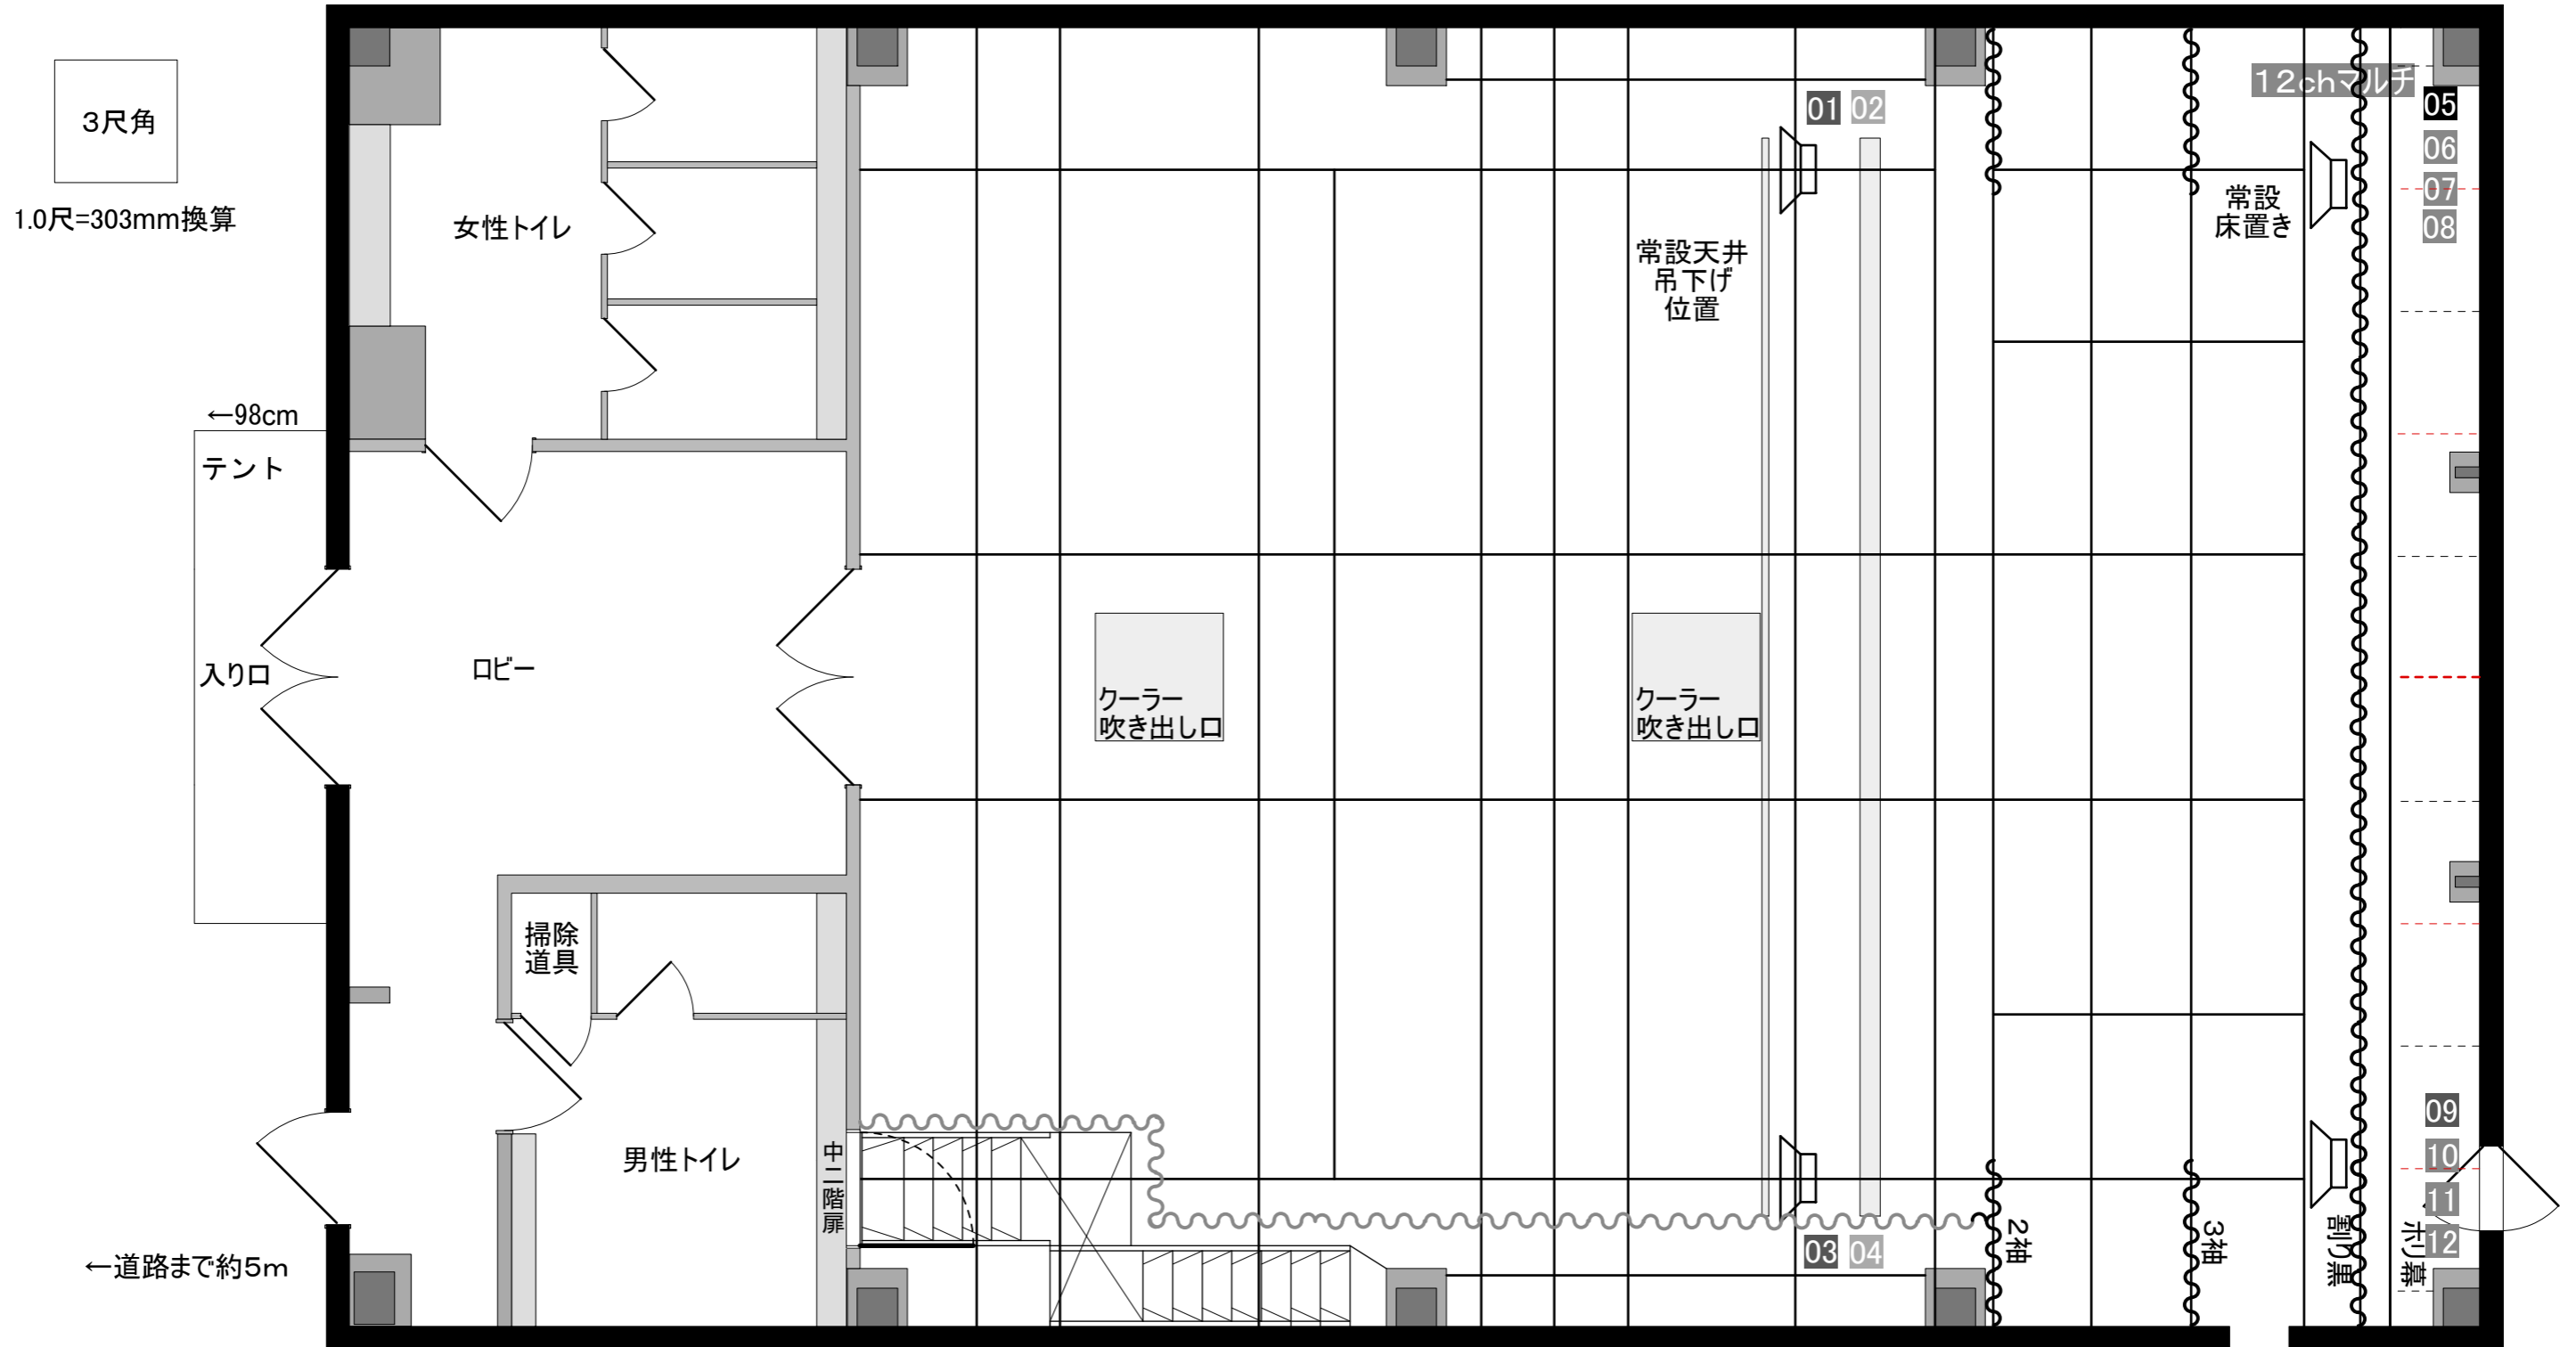 ３尺角
1.0尺=303mm換算
女性トイレ
←98cm
テント
入り口
ロビー
掃除
道具
男性トイレ
中二階扉
←道路まで約5m
クーラー
吹き出し口
クーラー
吹き出し口
常設天井
吊下げ
位置
01 02
03 04
常設
床置き
12chマルチ
05
06
07
08
09
10
11
12
2袖
3袖
割り黒
ホリ幕